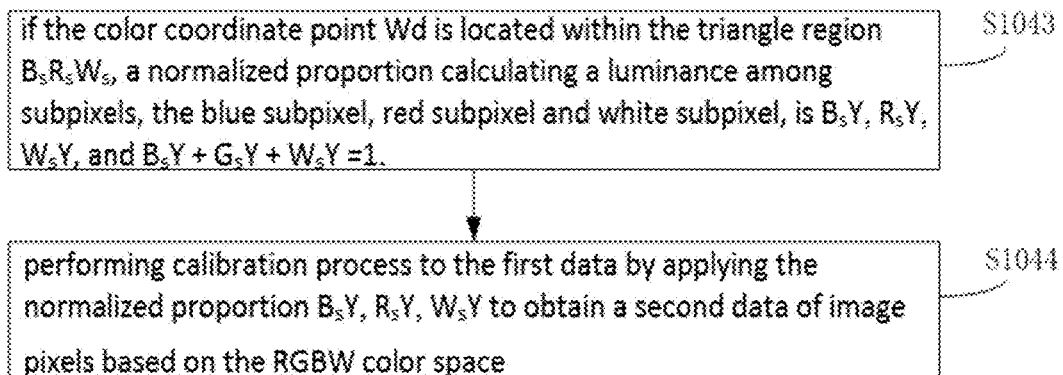 if the color coordinate point Wd is located within the triangle region
BₛRₛWₛ, a normalized proportion calculating a luminance among
subpixels, the blue subpixel, red subpixel and white subpixel, is BₛY, RₛY,
WₛY, and BₛY + GₛY + WₛY =1.
S1043
performing calibration process to the first data by applying the
normalized proportion BₛY, RₛY, WₛY to obtain a second data of image
pixels based on the RGBW color space
S1044